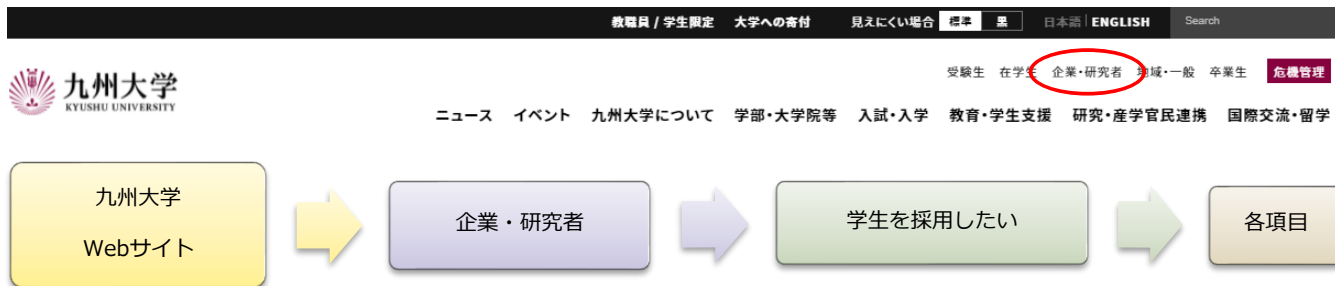 教職員 / 学生限定 大学への寄付 見えにくい場合 標準 黒 日本語 ENGLISH Search
受験生 在学生 企業・研究者 地域・一般 卒業生 危機管理
九州大学
KYUSHU UNIVERSITY
ニュース イベント 九州大学について 学部・大学院等 入試・入学 教育・学生支援 研究・産学官民連携 国際交流・留学
九州大学
Webサイト
企業・研究者
学生を採用したい
各項目